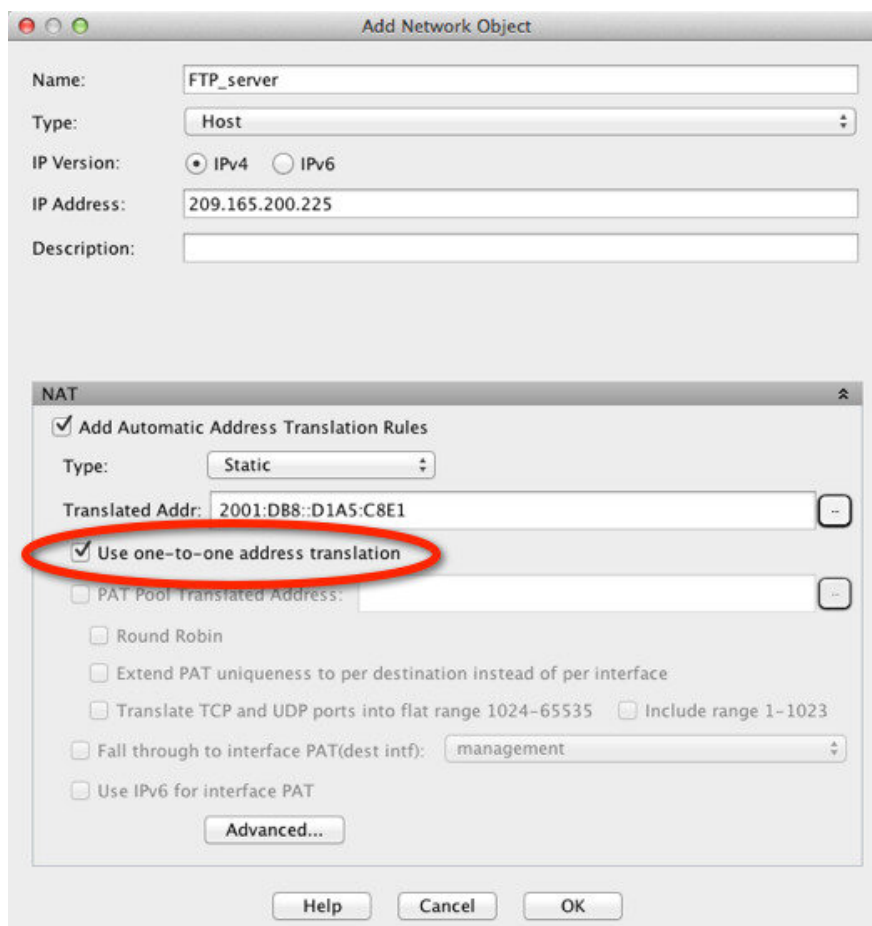 Add Network Object
Name: FTP_server
Type: Host
IP Version: IPv4 IPv6
IP Address: 209.165.200.225
Description:
NAT
Add Automatic Address Translation Rules
Type: Static
Translated Addr: 2001:DB8::D1A5:C8E1
Use one-to-one address translation
PAT Pool Translated Address:
Round Robin
Extend PAT uniqueness to per destination instead of per interface
Translate TCP and UDP ports into flat range 1024-65535 Include range 1-1023
Fall through to interface PAT(dest intf): management
Use IPv6 for interface PAT
Advanced...
Help Cancel OK